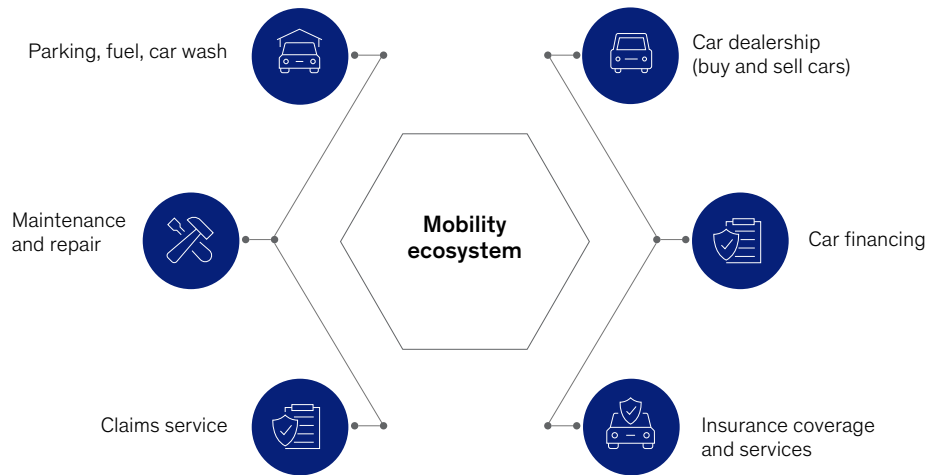 Parking, fuel, car wash
Car dealership
(buy and sell cars)
Maintenance
and repair
Mobility
ecosystem
Car financing
Claims service
Insurance coverage
and services